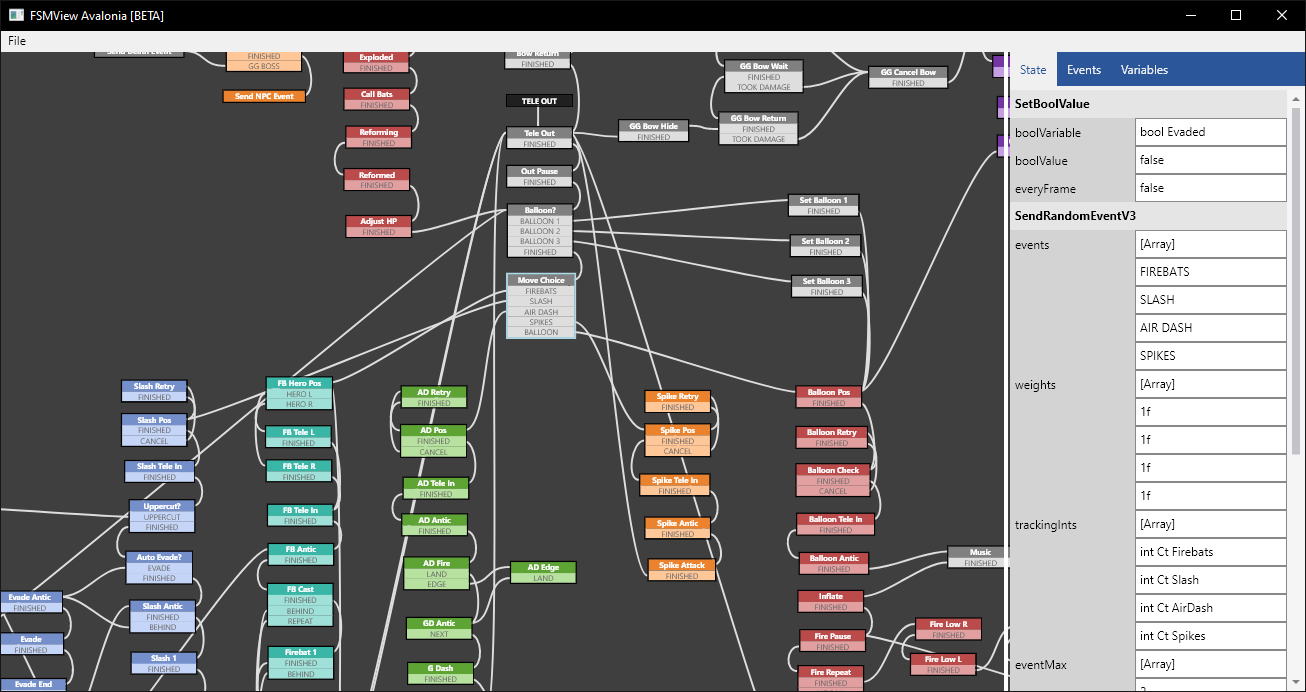 FSMView Avalonia [BETA]
File
FINISHED
GG BOSS
Send NPC Event
Exploded
FINISHED
Call Bats
FINISHED
Reforming
FINISHED
Reformed
FINISHED
Adjust HP
FINISHED
Bow Return
FINISHED
TELE OUT
Tele Out
FINISHED
Out Pause
FINISHED
Balloon?
BALLOON 1
BALLOON 2
BALLOON 3
FINISHED
Move Choice
FIREBATS
SLASH
AIR DASH
SPIKES
BALLOON
GG Bow Hide
FINISHED
GG Bow Wait
FINISHED
TOOK DAMAGE
GG Bow Return
FINISHED
TOOK DAMAGE
GG Cancel Bow
FINISHED
Set Balloon 1
FINISHED
Set Balloon 2
FINISHED
Set Balloon 3
FINISHED
Slash Retry
FINISHED
Slash Pos
FINISHED
CANCEL
Slash Tele In
FINISHED
Uppercut?
UPPERCUT
FINISHED
Auto Evade?
EVADE
FINISHED
Slash Antic
FINISHED
BEHIND
Slash 1
FINISHED
Evade Antic
FINISHED
Evade
FINISHED
Evade End
FB Hero Pos
HERO L
HERO R
FB Tele L
FINISHED
FB Tele R
FINISHED
FB Tele In
FINISHED
FB Antic
FINISHED
FB Cast
FINISHED
BEHIND
REPEAT
Firebat 1
FINISHED
BEHIND
AD Retry
FINISHED
AD Pos
FINISHED
CANCEL
AD Tele In
FINISHED
AD Antic
FINISHED
AD Fire
LAND
EDGE
GD Antic
NEXT
G Dash
FINISHED
AD Edge
LAND
Spike Retry
FINISHED
Spike Pos
FINISHED
CANCEL
Spike Tele In
FINISHED
Spike Antic
FINISHED
Spike Attack
FINISHED
Balloon Pos
FINISHED
Balloon Retry
FINISHED
Balloon Check
FINISHED
CANCEL
Balloon Tele In
FINISHED
Balloon Antic
FINISHED
Inflate
FINISHED
Fire Pause
FINISHED
Fire Repeat
FINISHED
Music
FINISHED
Fire Low R
FINISHED
Fire Low L
FINISHED
State Events Variables
SetBoolValue
boolVariable bool Evaded
boolValue false
everyFrame false
SendRandomEventV3
events [Array]
FIREBATS
SLASH
AIR DASH
SPIKES
weights [Array]
1f
1f
1f
1f
trackingInts [Array]
int Ct Firebats
int Ct Slash
int Ct AirDash
int Ct Spikes
eventMax [Array]